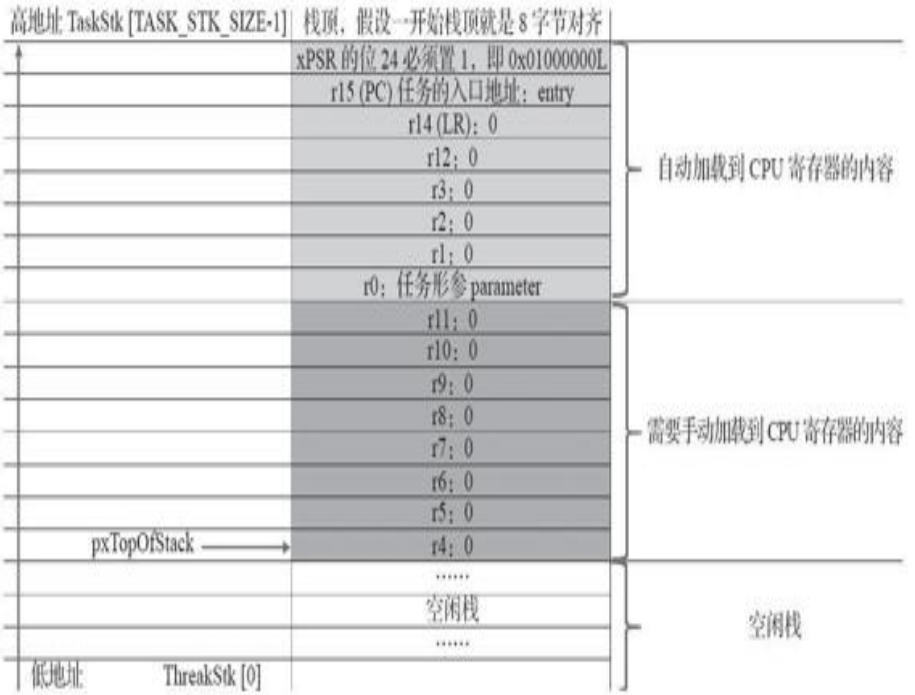 高地址 TaskStk [TASK_STK_SIZE-1] 栈顶，假设一开始栈顶就是 8 字节对齐
xPSR 的位 24 必须置 1，即 0x01000000L
r15 (PC) 任务的入口地址：entry
r14 (LR)：0
r12：0
r3：0
r2：0
r1：0
r0：任务形参 parameter
自动加载到 CPU 寄存器的内容
r11：0
r10：0
r9：0
r8：0
r7：0
r6：0
r5：0
pxTopOfStack r4：0
需要手动加载到 CPU 寄存器的内容
……
空闲栈
……
空闲栈
低地址 ThreakStk [0]